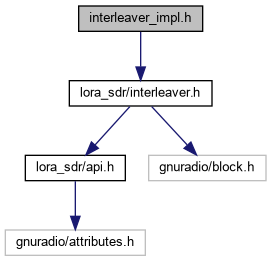 interleaver_impl.h
lora_sdr/interleaver.h
lora_sdr/api.h
gnuradio/block.h
gnuradio/attributes.h